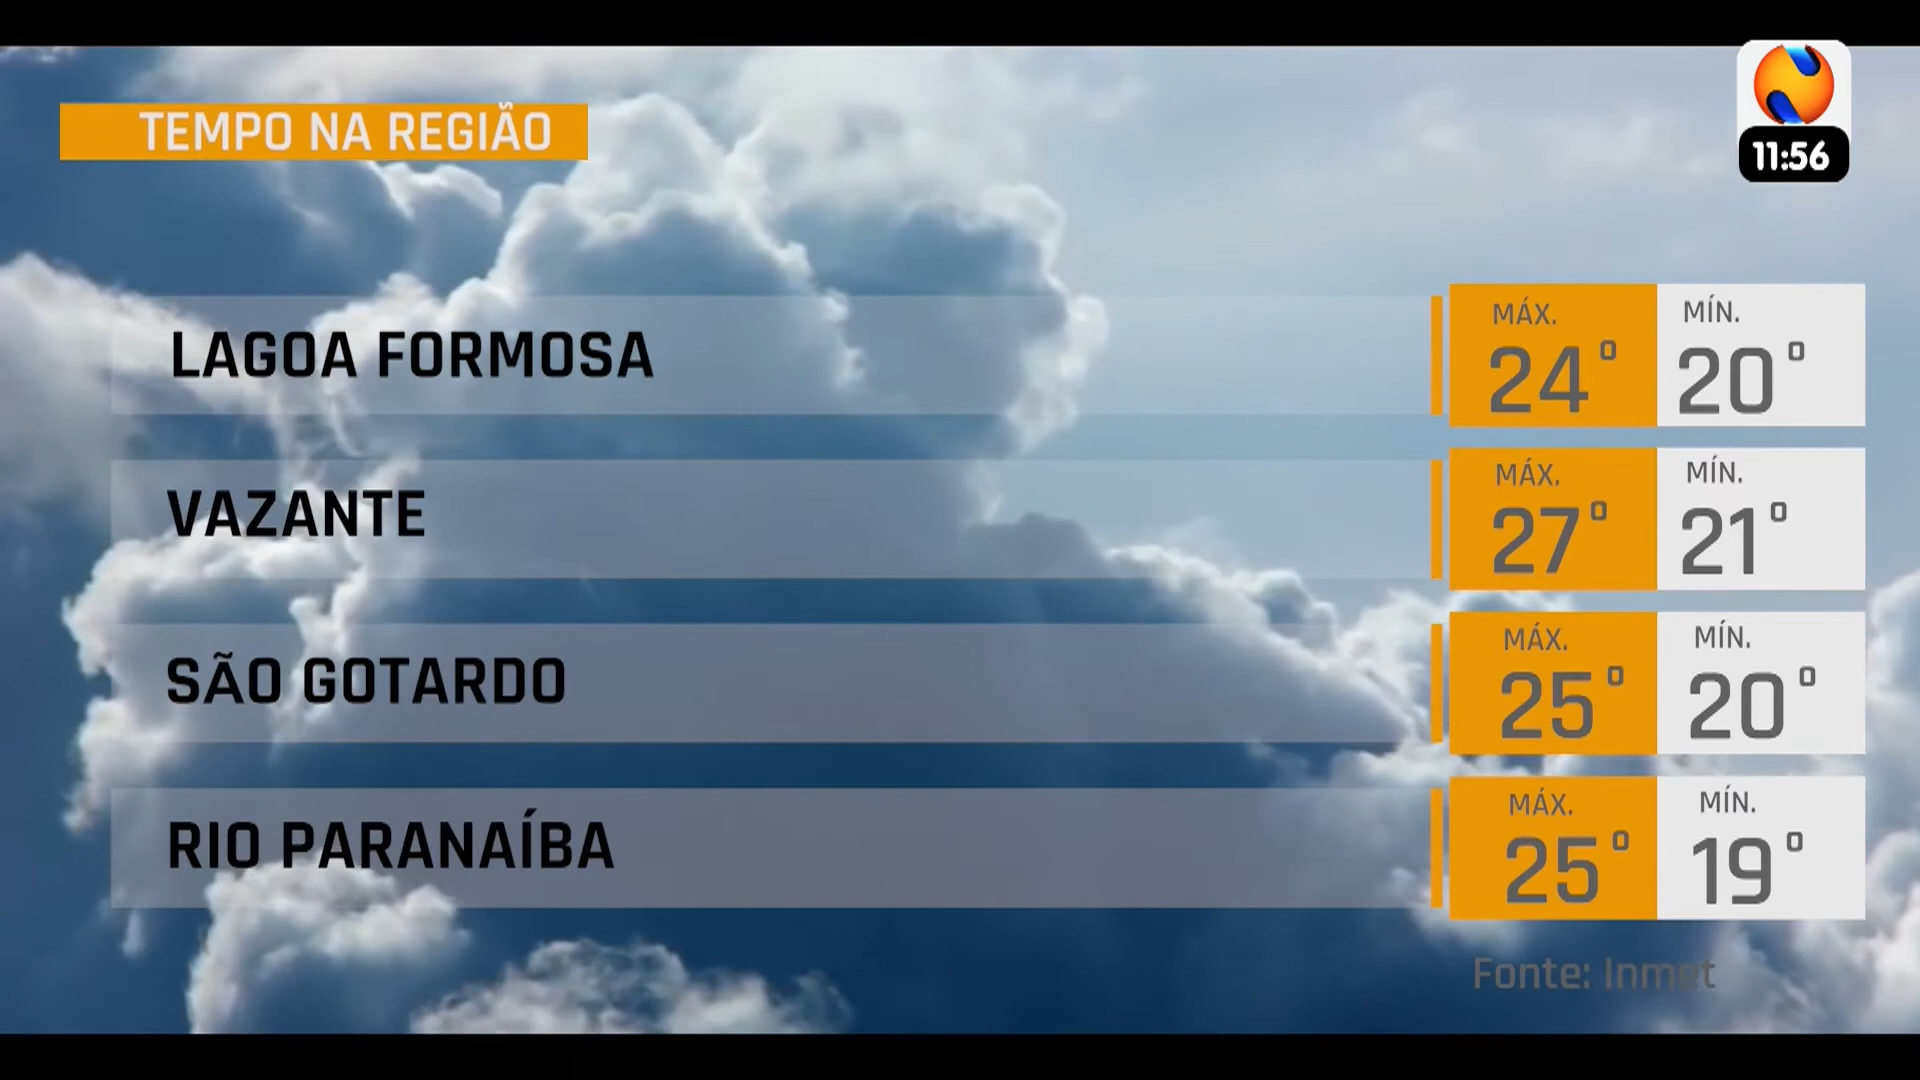 TEMPO NA REGIÃO
11:56
LAGOA FORMOSA
MÁX.
24°
MÍN.
20°
VAZANTE
MÁX.
27°
MÍN.
21°
SÃO GOTARDO
MÁX.
25°
MÍN.
20°
RIO PARANAÍBA
MÁX.
25°
MÍN.
19°
Fonte: Inmet